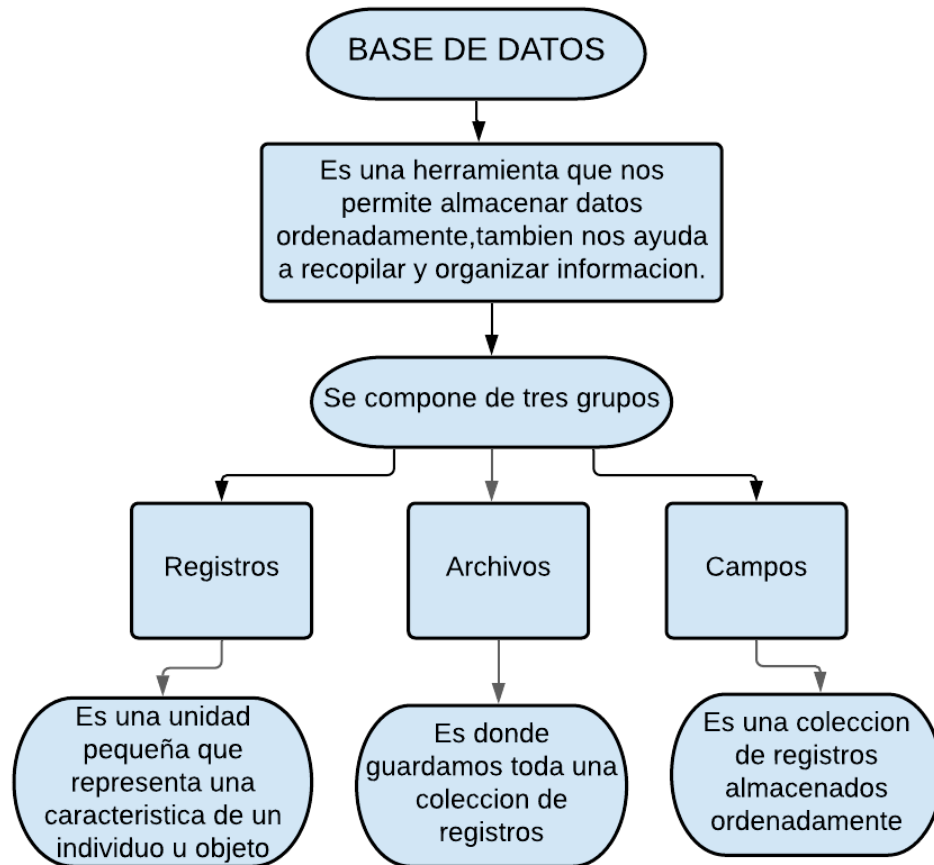 BASE DE DATOS
Es una herramienta que nos
permite almacenar datos
ordenadamente,tambien nos ayuda
a recopilar y organizar informacion.
Se compone de tres grupos
Registros
Archivos
Campos
Es una unidad
pequeña que
representa una
caracteristica de un
individuo u objeto
Es donde
guardamos toda una
coleccion de
registros
Es una coleccion
de registros
almacenados
ordenadamente